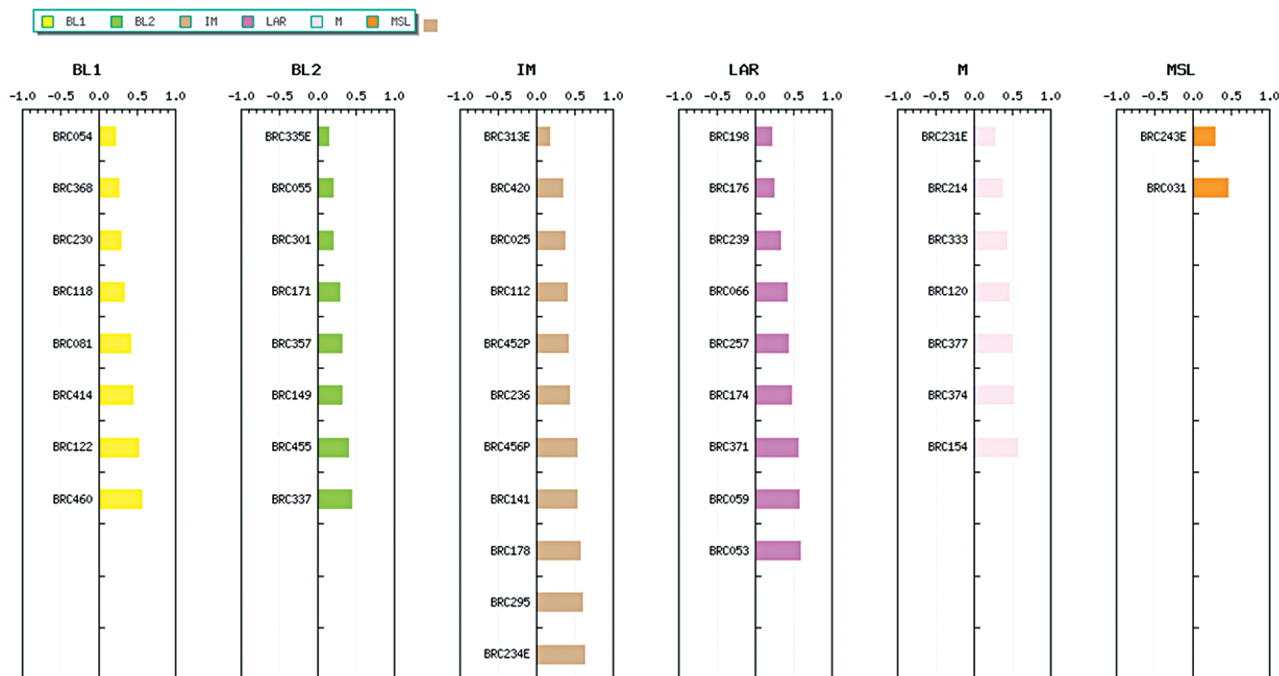 BL1 BL2 IM LAR M MSL
BL1 BL2 IM LAR M MSL
-1.0 -0.5 0.0 0.5 1.0 -1.0 -0.5 0.0 0.5 1.0 -1.0 -0.5 0.0 0.5 1.0 -1.0 -0.5 0.0 0.5 1.0 -1.0 -0.5 0.0 0.5 1.0 -1.0 -0.5 0.0 0.5 1.0
BRC054 BRC335E BRC313E BRC198 BRC231E BRC243E
BRC368 BRC055 BRC420 BRC176 BRC214 BRC031
BRC230 BRC301 BRC025 BRC239 BRC333
BRC118 BRC171 BRC112 BRC066 BRC120
BRC081 BRC357 BRC452P BRC257 BRC377
BRC414 BRC149 BRC236 BRC174 BRC374
BRC122 BRC455 BRC456P BRC371 BRC154
BRC460 BRC337 BRC141 BRC059
BRC178 BRC053
BRC295
BRC234E